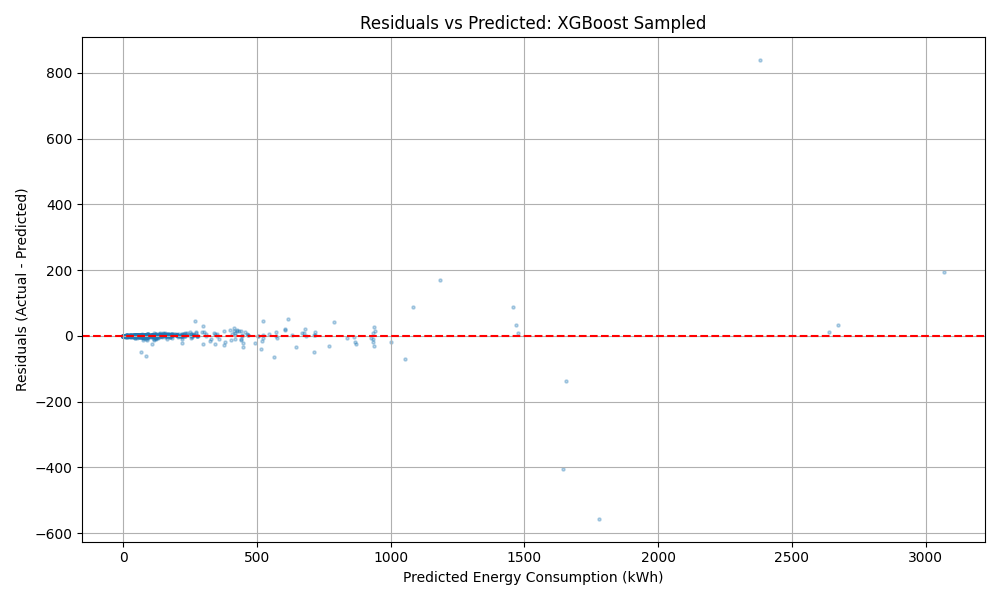 Residuals vs Predicted: XGBoost Sampled
Residuals (Actual - Predicted)
800
600
400
200
0
−200
−400
−600
0 500 1000 1500 2000 2500 3000
Predicted Energy Consumption (kWh)